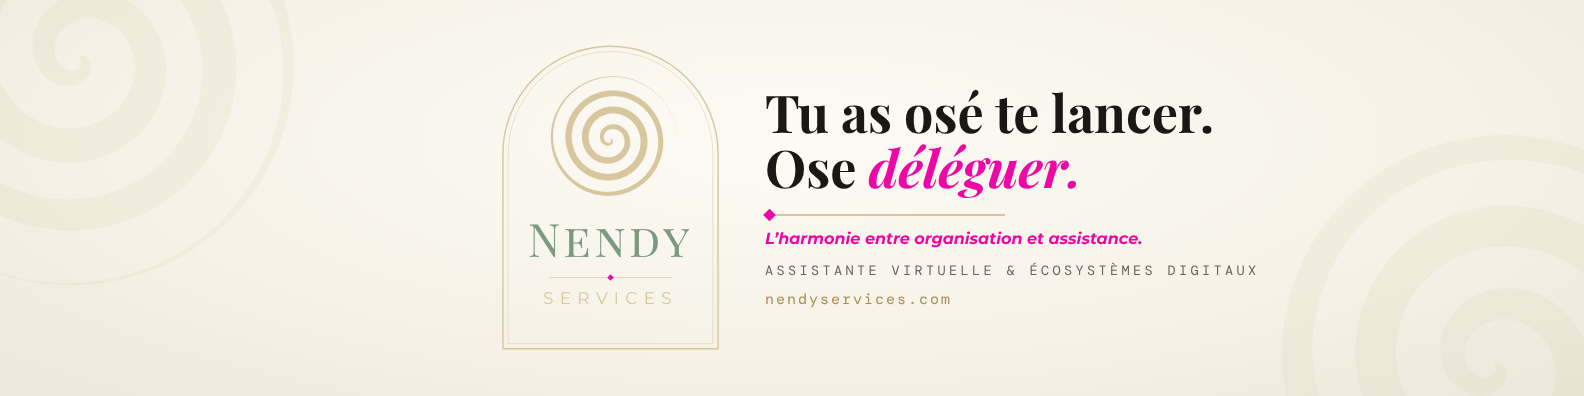 NENDY
SERVICES
Tu as osé te lancer.
Ose déléguer.
L’harmonie entre organisation et assistance.
ASSISTANTE VIRTUELLE & ÉCOSYSTÈMES DIGITAUX
nendyservices.com